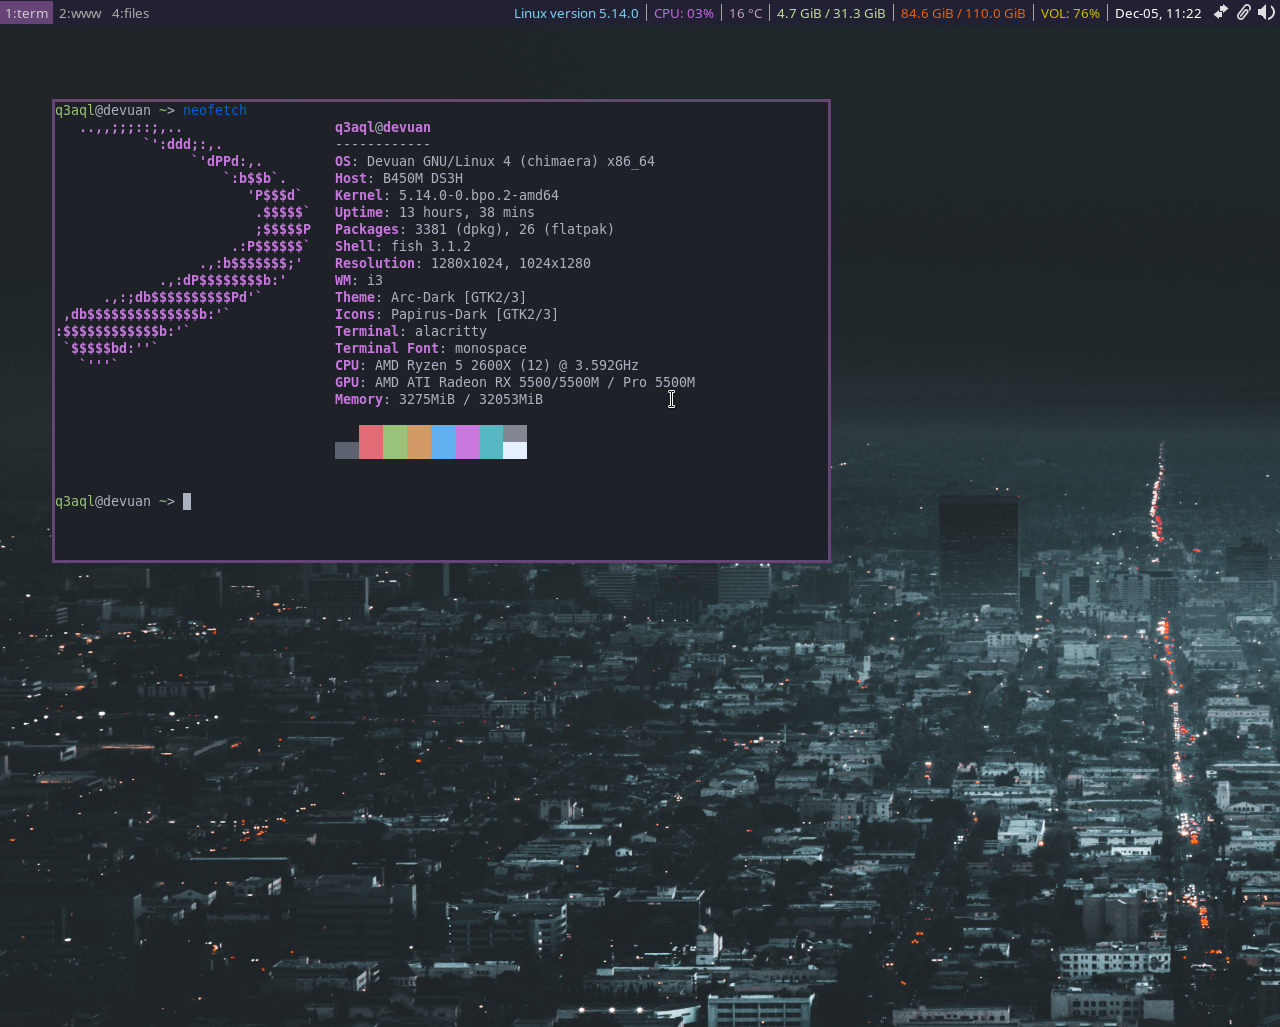 1:term 2:www 4:files Linux version 5.14.0 | CPU: 03% | 16 °C | 4.7 GiB / 31.3 GiB | 84.6 GiB / 110.0 GiB | VOL: 76% | Dec-05, 11:22
q3aql@devuan ~> neofetch
   ..,,;;;::;,..                   q3aql@devuan
           `':ddd;:,.              ------------
                 `'dPPd:,.         OS: Devuan GNU/Linux 4 (chimaera) x86_64
                     `:b$$b`.      Host: B450M DS3H
                        'P$$$d`    Kernel: 5.14.0-0.bpo.2-amd64
                         .$$$$$`   Uptime: 13 hours, 38 mins
                         ;$$$$$P   Packages: 3381 (dpkg), 26 (flatpak)
                      .:P$$$$$$`   Shell: fish 3.1.2
                  .,:b$$$$$$$;'    Resolution: 1280x1024, 1024x1280
             .,:dP$$$$$$$$b:'      WM: i3
      .,:;db$$$$$$$$$$Pd'`         Theme: Arc-Dark [GTK2/3]
 ,db$$$$$$$$$$$$$$b:'`             Icons: Papirus-Dark [GTK2/3]
:$$$$$$$$$$$$b:'`                  Terminal: alacritty
 `$$$$$bd:''`                      Terminal Font: monospace
   `'''`                           CPU: AMD Ryzen 5 2600X (12) @ 3.592GHz
                                   GPU: AMD ATI Radeon RX 5500/5500M / Pro 5500M
                                   Memory: 3275MiB / 32053MiB
q3aql@devuan ~>